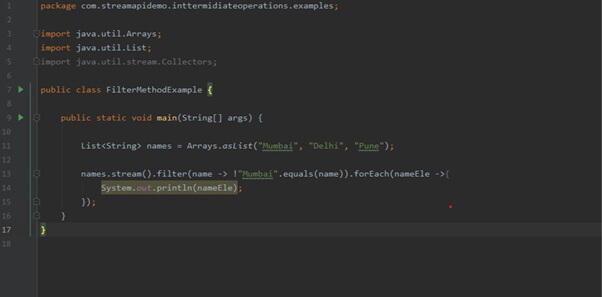 1 package com.streamapidemo.inttermidiateoperations.examples;
2
3 import java.util.Arrays;
4 import java.util.List;
5 import java.util.stream.Collectors;
6
7 public class FilterMethodExample {
8
9 public static void main(String[] args) {
10
11 List<String> names = Arrays.asList("Mumbai", "Delhi", "Pune");
12
13 names.stream().filter(name -> !"Mumbai".equals(name)).forEach(nameEle ->{
14 System.out.println(nameEle);
15 });
16 }
17 }
18